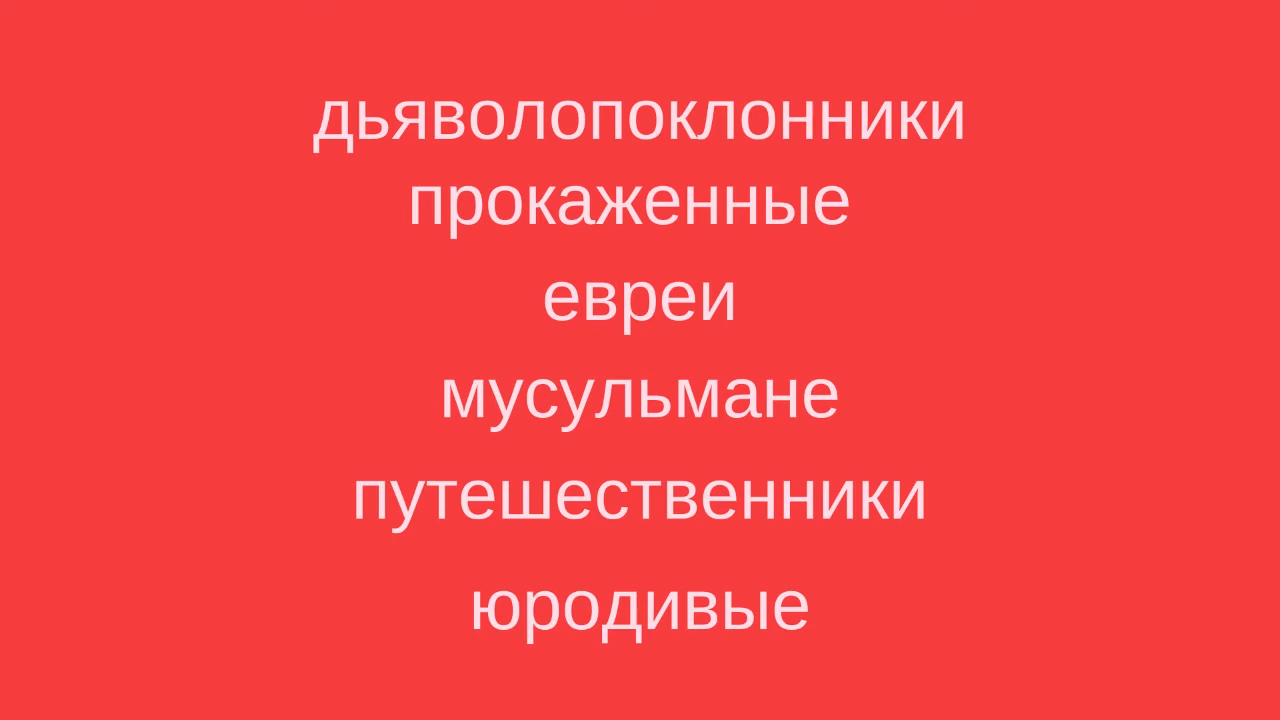 дьяволопоклонники
прокаженные
евреи
мусульмане
путешественники
юродивые